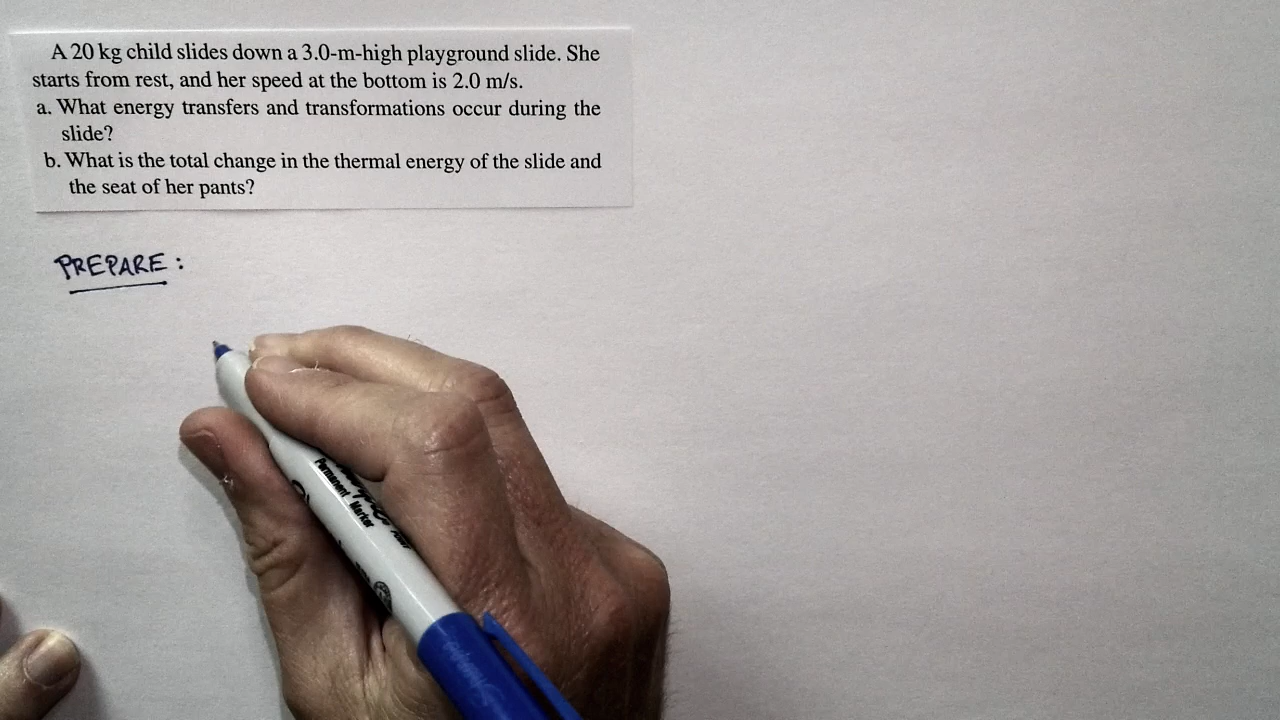 A 20 kg child slides down a 3.0-m-high playground slide. She
starts from rest, and her speed at the bottom is 2.0 m/s.
a. What energy transfers and transformations occur during the
slide?
b. What is the total change in the thermal energy of the slide and
the seat of her pants?
PREPARE:
Permanent Marker